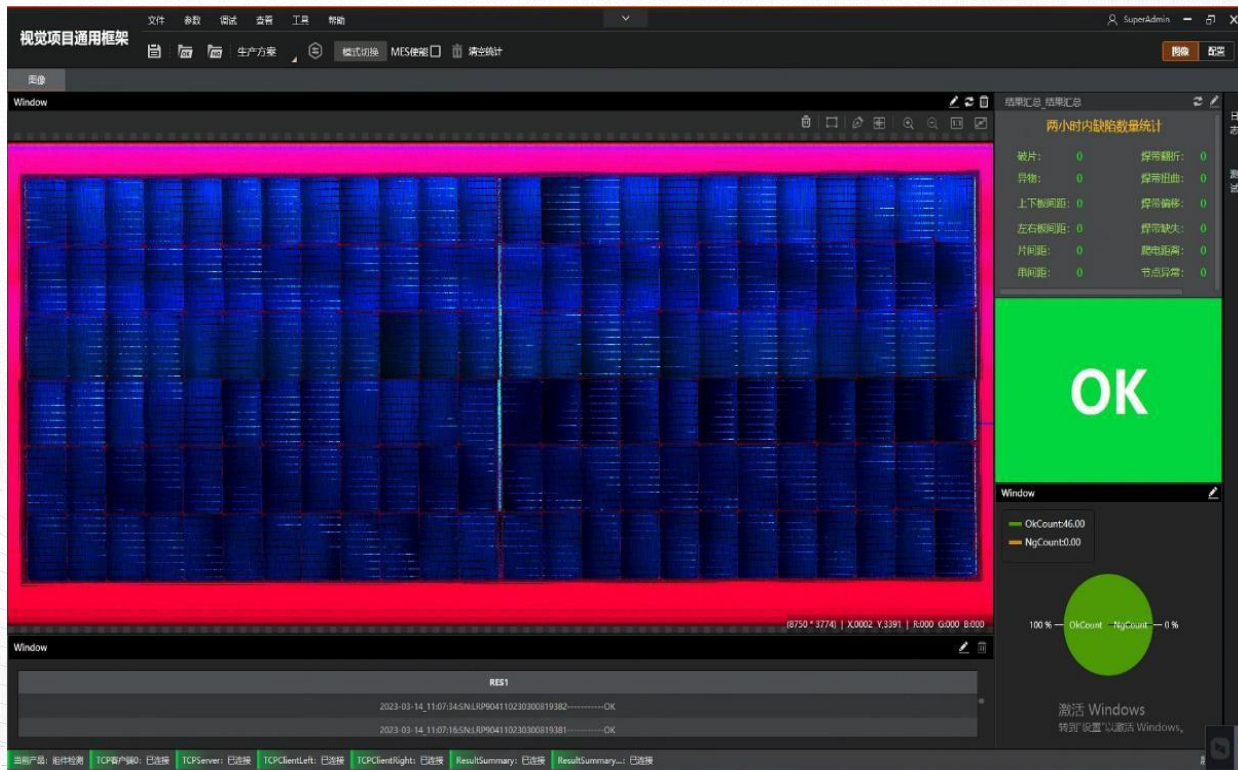 视觉项目通用框架
文件 参数 调试 查看 工具 帮助
SuperAdmin
OK NG 生产方案 模式切换 MES使能 清空统计
图像 配置
图像
Window
结果汇总_结果汇总
日志
测试
两小时内缺陷数量统计
破片: 0 焊带翻折: 0
异物: 0 焊带扭曲: 0
上下板间距: 0 焊带偏移: 0
左右板间距: 0 焊带缺失: 0
片间距: 0 爬电距离: 0
串间距: 0 节点异常: 0
OK
Window
OkCount:46.00
NgCount:0.00
100 % OkCount NgCount 0 %
(8750 * 3774) | X,0002 Y,3391 | R:000 G:000 B:000
Window
RES1
2023-03-14_11:07:34:SN:LRP904110230300819382-----------OK
2023-03-14_11:07:16:SN:LRP904110230300819381-----------OK
激活 Windows
转到"设置"以激活 Windows。
当前产品: 组件检测 TCP客户端0: 已连接 TCPServer: 已连接 TCPClientLeft: 已连接 TCPClientRight: 已连接 ResultSummary: 已连接 ResultSummary...: 已连接